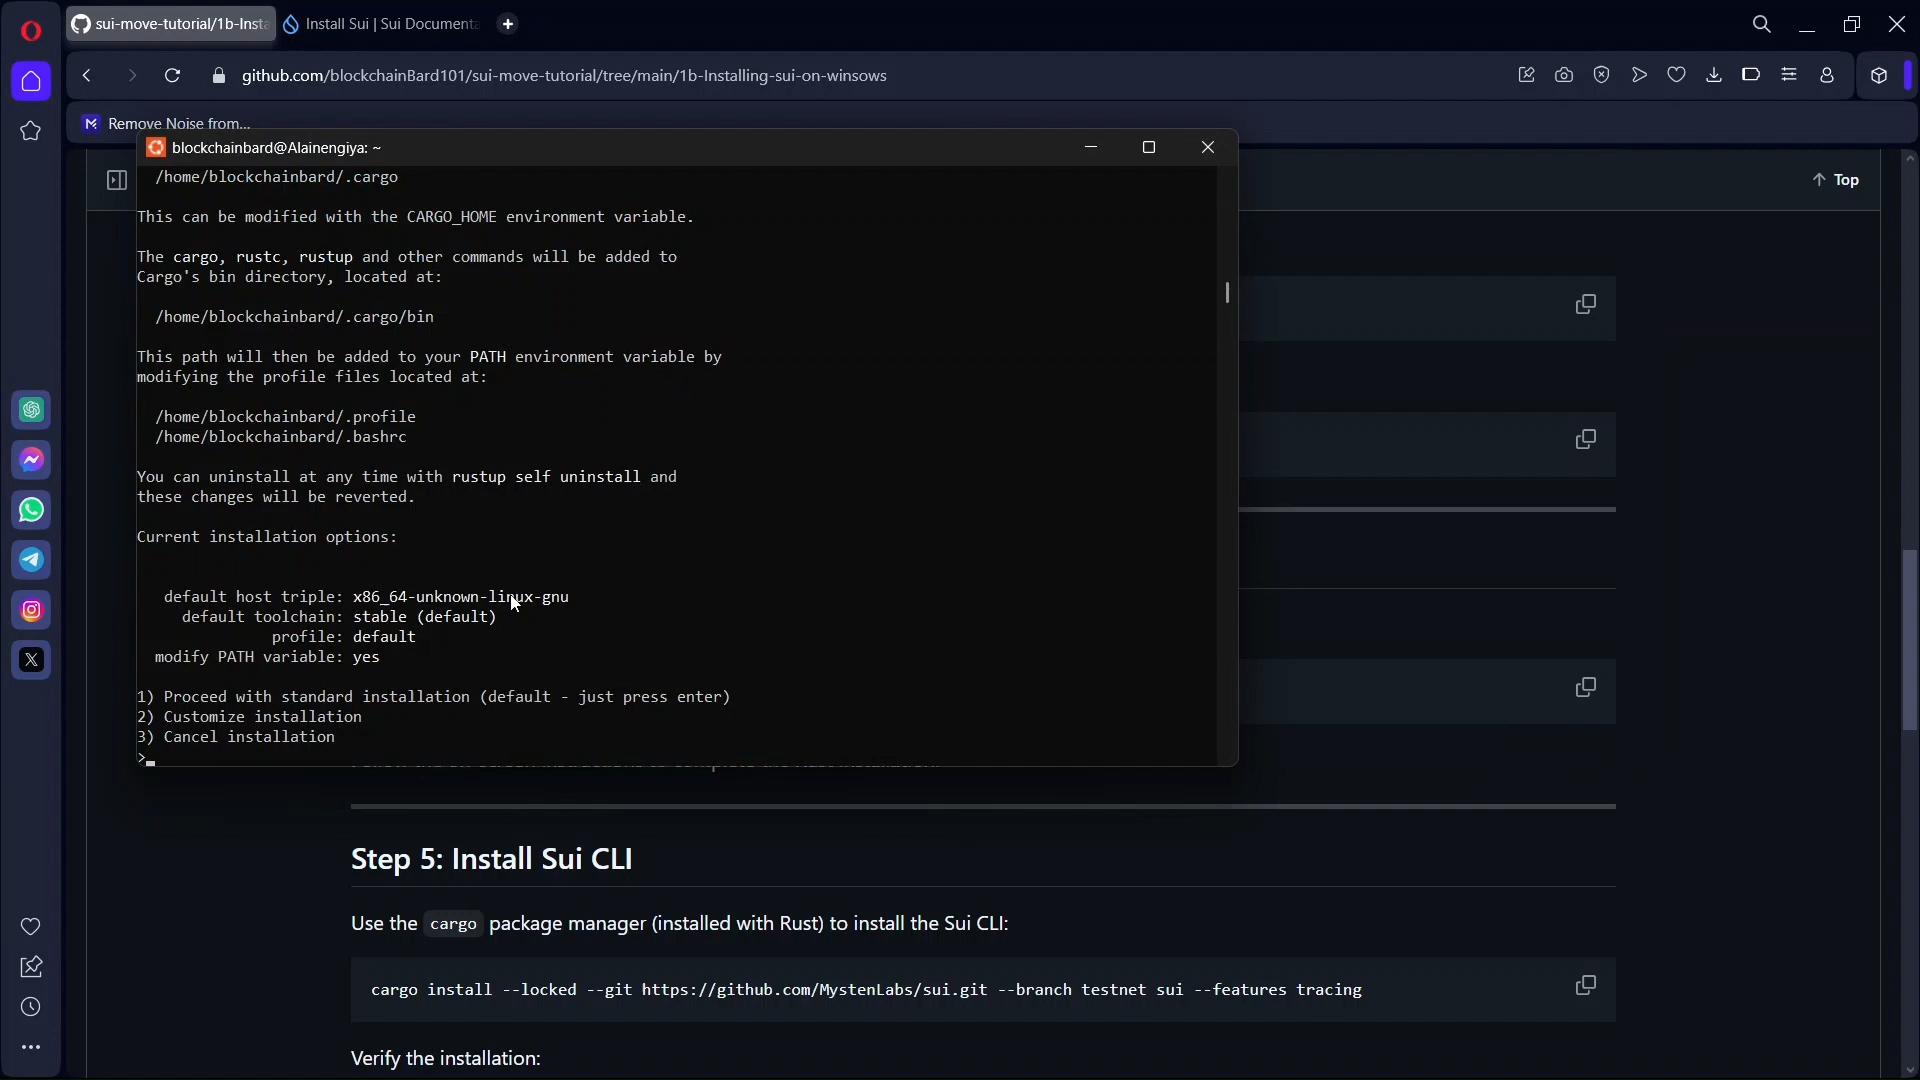 sui-move-tutorial/1b-Insta
Install Sui | Sui Documenta
github.com/blockchainBard101/sui-move-tutorial/tree/main/1b-Installing-sui-on-winsows
Remove Noise from...
blockchainbard@Alainengiya: ~
Top
/home/blockchainbard/.cargo
This can be modified with the CARGO_HOME environment variable.
The cargo, rustc, rustup and other commands will be added to
Cargo's bin directory, located at:
/home/blockchainbard/.cargo/bin
This path will then be added to your PATH environment variable by
modifying the profile files located at:
/home/blockchainbard/.profile
/home/blockchainbard/.bashrc
You can uninstall at any time with rustup self uninstall and
these changes will be reverted.
Current installation options:
default host triple: x86_64-unknown-linux-gnu
default toolchain: stable (default)
profile: default
modify PATH variable: yes
1) Proceed with standard installation (default - just press enter)
2) Customize installation
3) Cancel installation
>
Step 5: Install Sui CLI
Use the cargo package manager (installed with Rust) to install the Sui CLI:
cargo install --locked --git https://github.com/MystenLabs/sui.git --branch testnet sui --features tracing
Verify the installation: